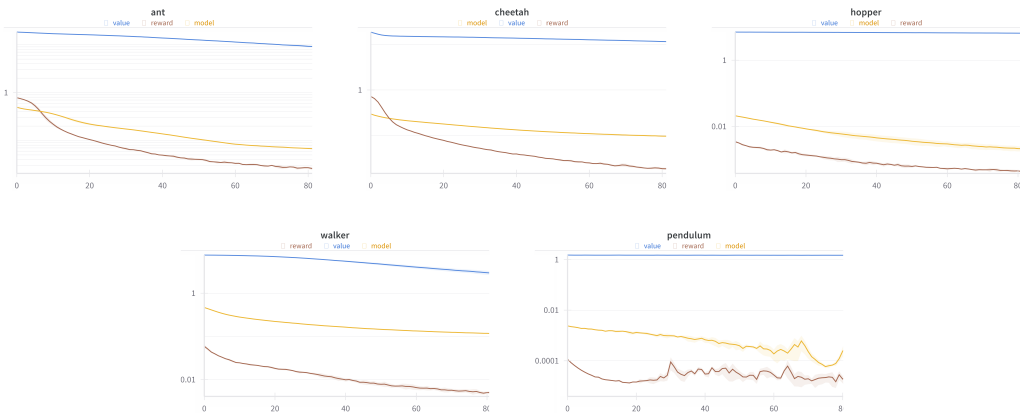 ant
value reward model
1
0 20 40 60 80
cheetah
model value reward
1
0 20 40 60 80
hopper
value model reward
1
0.01
0 20 40 60 80
walker
reward value model
1
0.01
0 20 40 60 80
pendulum
value reward model
1
0.01
0.0001
0 20 40 60 80